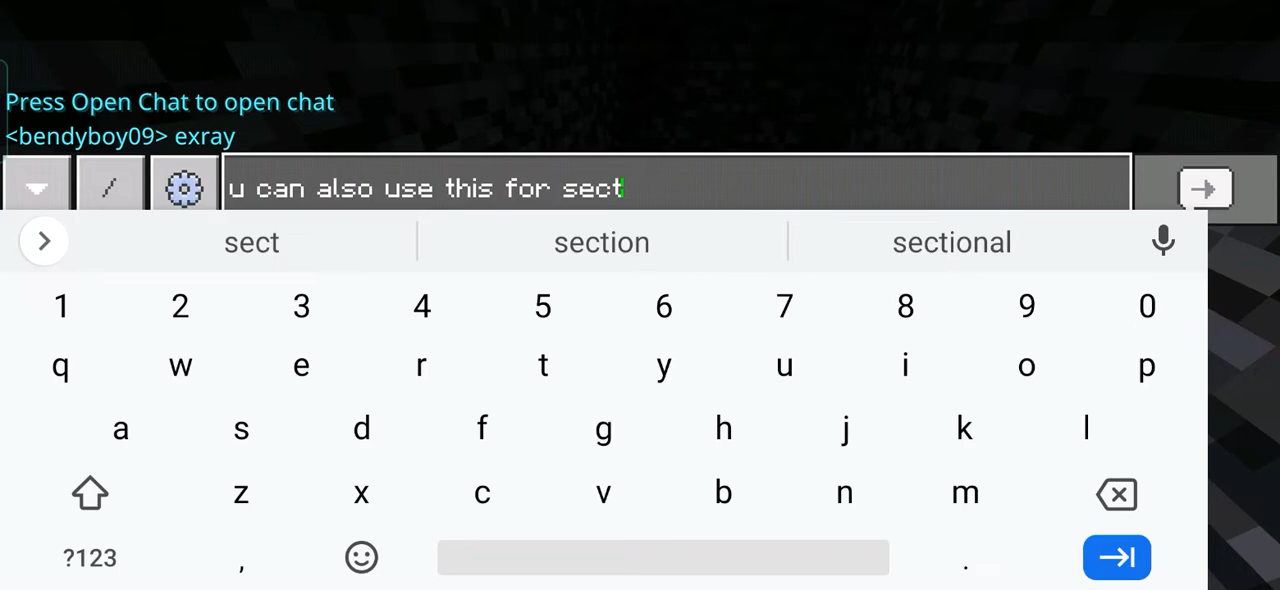 Press Open Chat to open chat
<bendyboy09> exray
/ u can also use this for sect
sect section sectional
1 2 3 4 5 6 7 8 9 0
q w e r t y u i o p
a s d f g h j k l
z x c v b n m
?123 , .